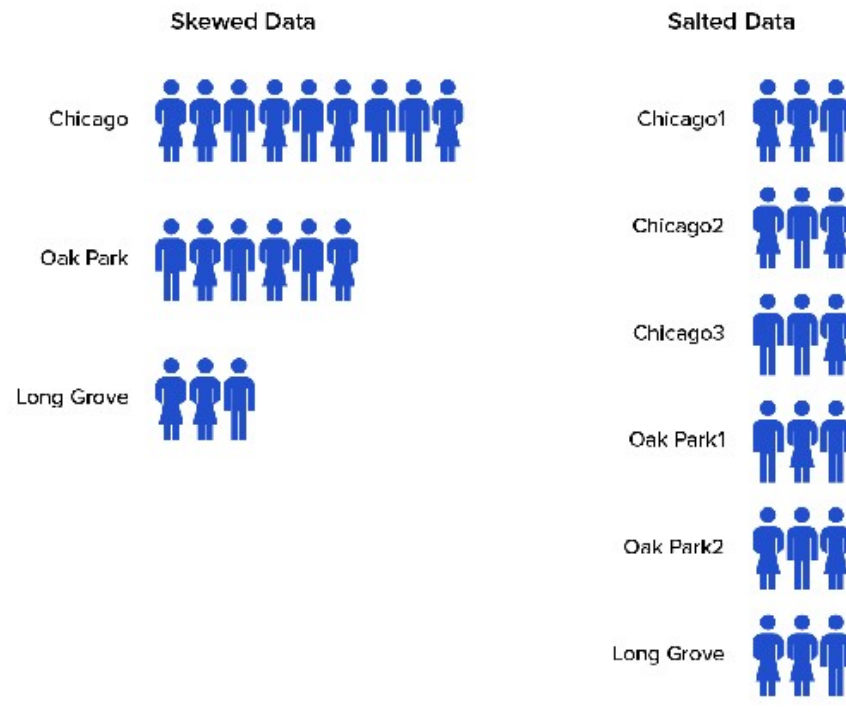 Skewed Data
Chicago
Oak Park
Long Grove
Salted Data
Chicago1
Chicago2
Chicago3
Oak Park1
Oak Park2
Long Grove